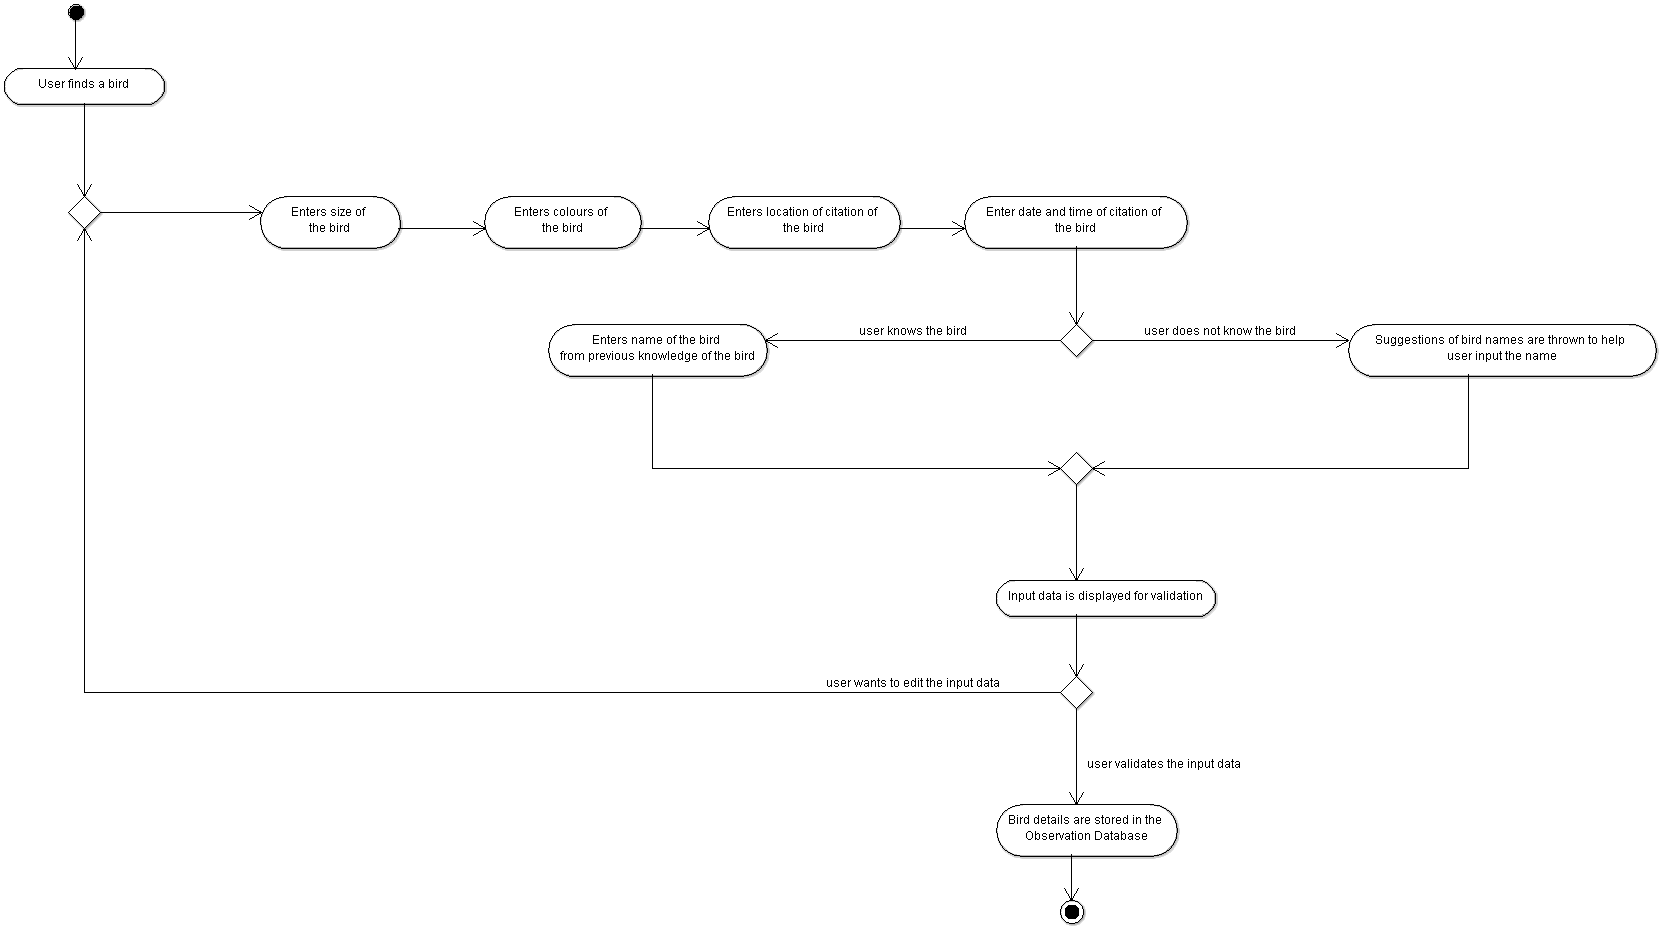 User finds a bird
Enters size of
the bird
Enters colours of
the bird
Enters location of citation of
the bird
Enter date and time of citation of
the bird
user knows the bird
user does not know the bird
Enters name of the bird
from previous knowledge of the bird
Suggestions of bird names are thrown to help
user input the name
Input data is displayed for validation
user wants to edit the input data
user validates the input data
Bird details are stored in the
Observation Database